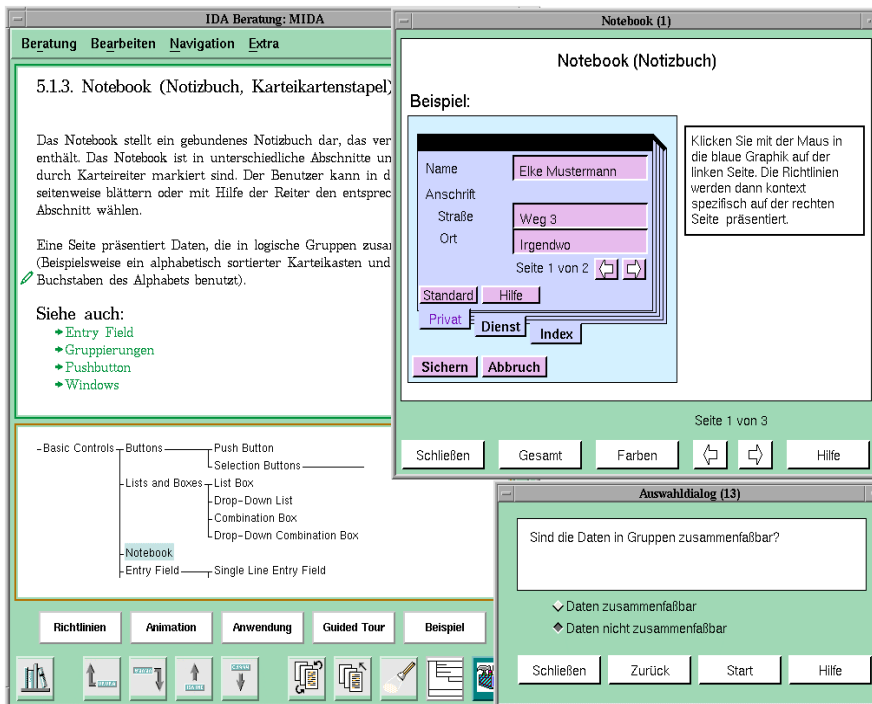 IDA Beratung: MIDA
Beratung Bearbeiten Navigation Extra
5.1.3. Notebook (Notizbuch, Karteikartenstapel)
Das Notebook stellt ein gebundenes Notizbuch dar, das ver
enthält. Das Notebook ist in unterschiedliche Abschnitte un
durch Karteireiter markiert sind. Der Benutzer kann in d
seitenweise blättern oder mit Hilfe der Reiter den entsprec
Abschnitt wählen.
Eine Seite präsentiert Daten, die in logische Gruppen zusa
(Beispielsweise ein alphabetisch sortierter Karteikasten und
Buchstaben des Alphabets benutzt).
Siehe auch:
Entry Field
Gruppierungen
Pushbutton
Windows
Basic Controls Buttons Push Button
Selection Buttons
Lists and Boxes List Box
Drop-Down List
Combination Box
Drop-Down Combination Box
Notebook
Entry Field Single Line Entry Field
Richtlinien Animation Anwendung Guided Tour Beispiel
Notebook (1)
Notebook (Notizbuch)
Beispiel:
Name Elke Mustermann
Anschrift
Straße Weg 3
Ort Irgendwo
Seite 1 von 2
Standard Hilfe
Privat Dienst Index
Sichern Abbruch
Klicken Sie mit der Maus in
die blaue Graphik auf der
linken Seite. Die Richtlinien
werden dann kontext
spezifisch auf der rechten
Seite präsentiert.
Seite 1 von 3
Schließen Gesamt Farben Hilfe
Auswahldialog (13)
Sind die Daten in Gruppen zusammenfaßbar?
Daten zusammenfaßbar
Daten nicht zusammenfaßbar
Schließen Zurück Start Hilfe